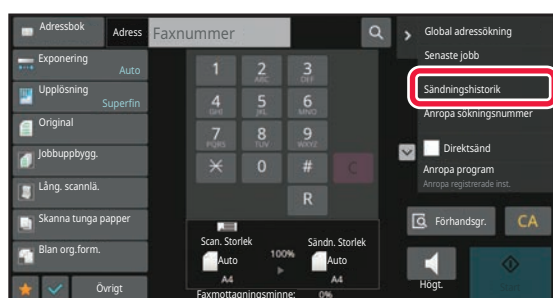 Adressbok
Adress
Faxnummer
Exponering
Auto
Upplösning
Superfin
Original
Jobbuppbygg.
Lång. scannlä.
Skanna tunga papper
Blan org.form.
Övrigt
1
2
ABC
3
DEF
4
GHI
5
JKL
6
MNO
7
PQRS
8
TUV
9
WXYZ
0
#
C
R
Scan. Storlek
Auto
A4
100%
Sändn. Storlek
Auto
A4
Faxmottagningsminne: 0%
Global adressökning
Senaste jobb
Sändningshistorik
Anropa sökningsnummer
Direktsänd
Anropa program
Anropa registrerade inst.
Förhandsgr.
CA
Högt.